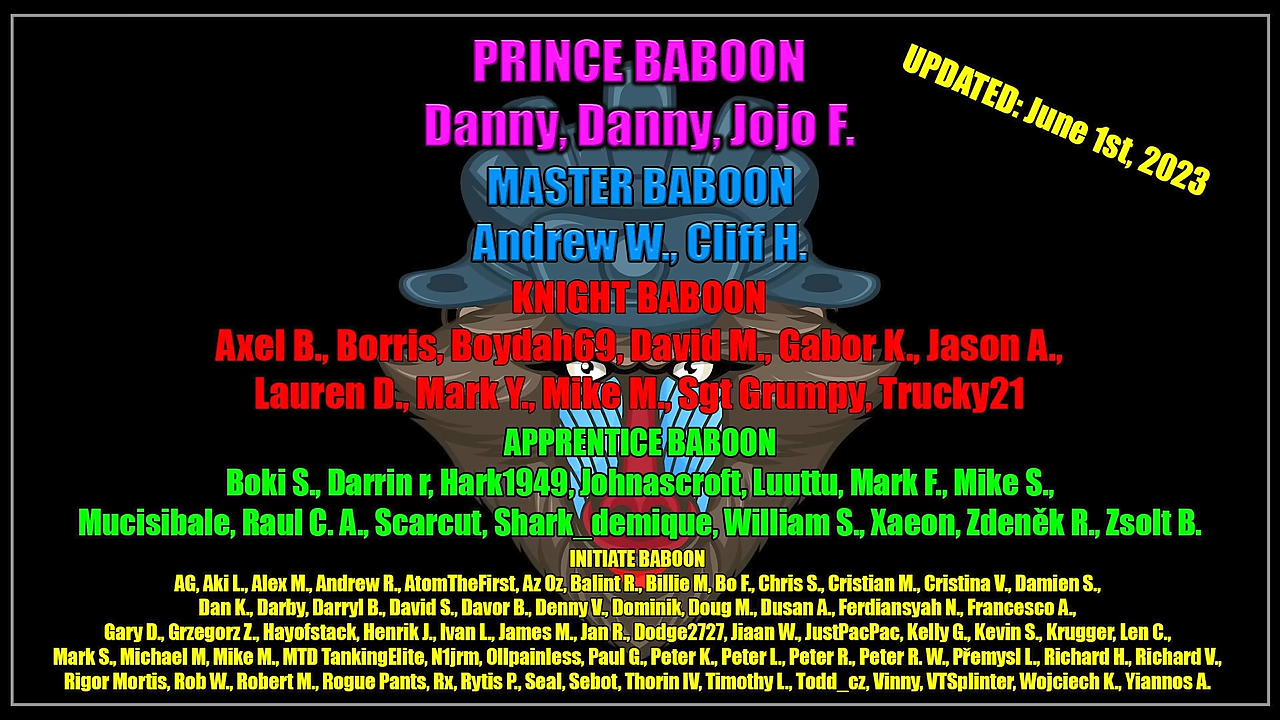 PRINCE BABOON
Danny, Danny, Jojo F.
UPDATED: June 1st, 2023
MASTER BABOON
Andrew W., Cliff H.
KNIGHT BABOON
Axel B., Borris, Boydah69, David M., Gabor K., Jason A.,
Lauren D., Mark Y., Mike M., Sgt Grumpy, Trucky21
APPRENTICE BABOON
Boki S., Darrin r, Hark1949, Johnascroft, Luuttu, Mark F., Mike S.,
Mucisibale, Raul C. A., Scarcut, Shark_demique, William S., Xaeon, Zdeněk R., Zsolt B.
INITIATE BABOON
AG, Aki L., Alex M., Andrew R., AtomTheFirst, Az Oz, Balint R., Billie M, Bo F., Chris S., Cristian M., Cristina V., Damien S.,
Dan K., Darby, Darryl B., David S., Davor B., Denny V., Dominik, Doug M., Dusan A., Ferdiansyah N., Francesco A.,
Gary D., Grzegorz Z., Hayofstack, Henrik J., Ivan L., James M., Jan R., Dodge2727, Jiaan W., JustPacPac, Kelly G., Kevin S., Krugger, Len C.,
Mark S., Michael M, Mike M., MTD TankingElite, N1jrm, Ollpainless, Paul G., Peter K., Peter L., Peter R., Peter R. W., Přemysl L., Richard H., Richard V.,
Rigor Mortis, Rob W., Robert M., Rogue Pants, Rx, Rytis P., Seal, Sebot, Thorin IV, Timothy L., Todd_cz, Vinny, VTSplinter, Wojciech K., Yiannos A.